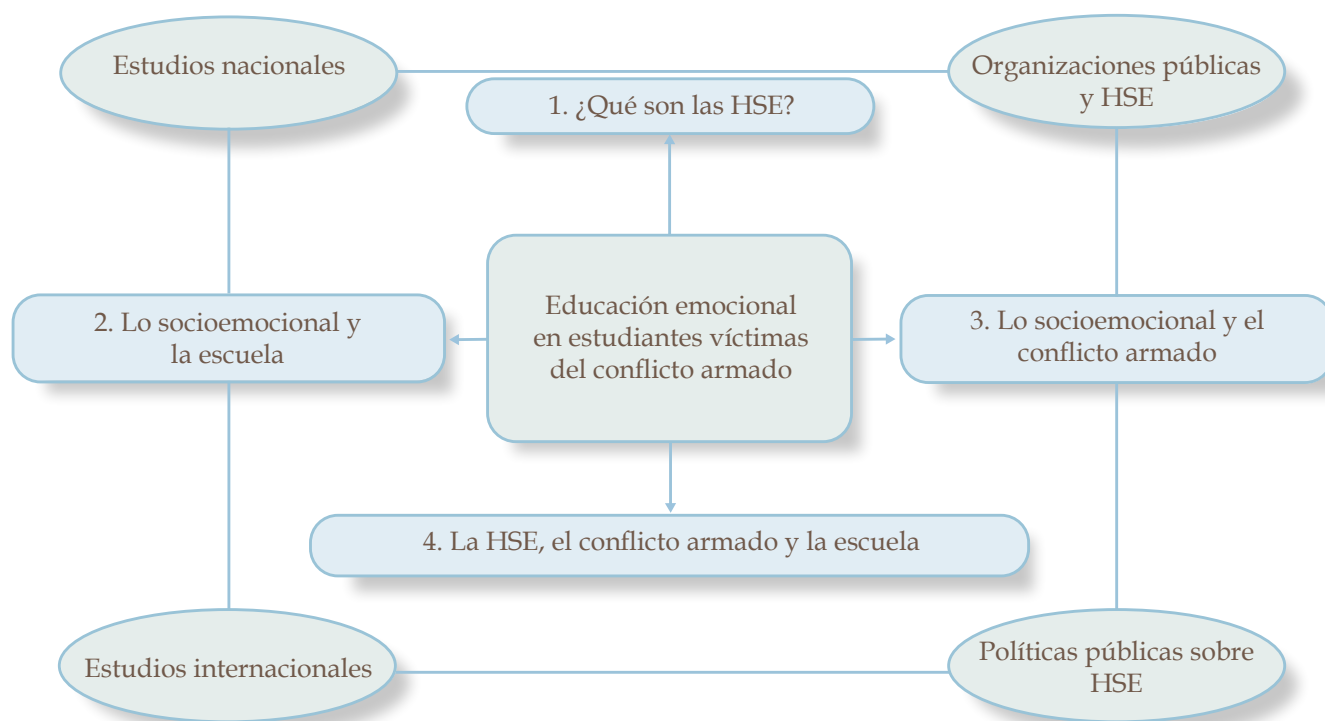 Estudios nacionales
Organizaciones públicas
y HSE
1. ¿Qué son las HSE?
2. Lo socioemocional y
la escuela
Educación emocional
en estudiantes víctimas
del conflicto armado
3. Lo socioemocional y el
conflicto armado
4. La HSE, el conflicto armado y la escuela
Estudios internacionales
Políticas públicas sobre
HSE